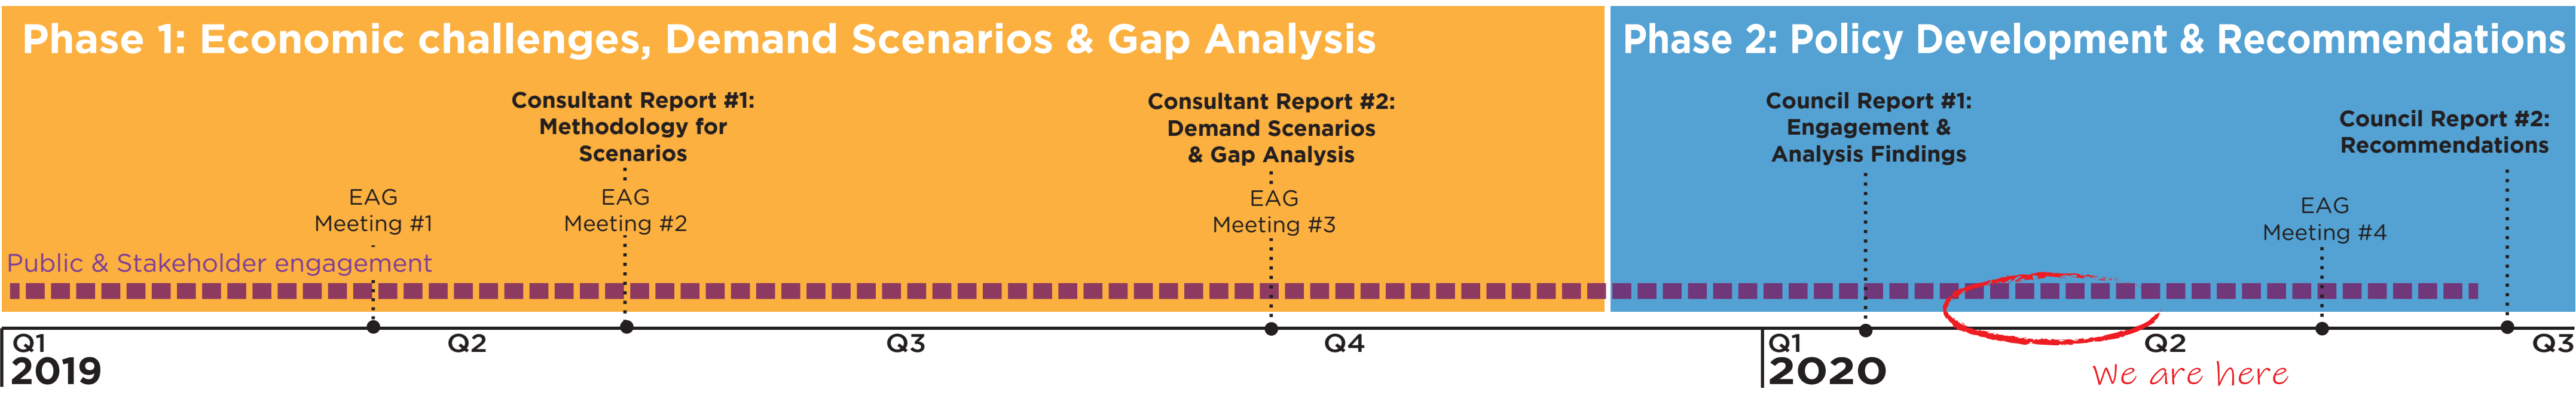 Phase 1: Economic challenges, Demand Scenarios & Gap Analysis
Consultant Report #1:
Methodology for
Scenarios
Consultant Report #2:
Demand Scenarios
& Gap Analysis
EAG
Meeting #1
EAG
Meeting #2
EAG
Meeting #3
Public & Stakeholder engagement
Phase 2: Policy Development & Recommendations
Council Report #1:
Engagement &
Analysis Findings
Council Report #2:
Recommendations
EAG
Meeting #4
Q1
2019
Q2
Q3
Q4
Q1
2020
Q2
Q3
We are here